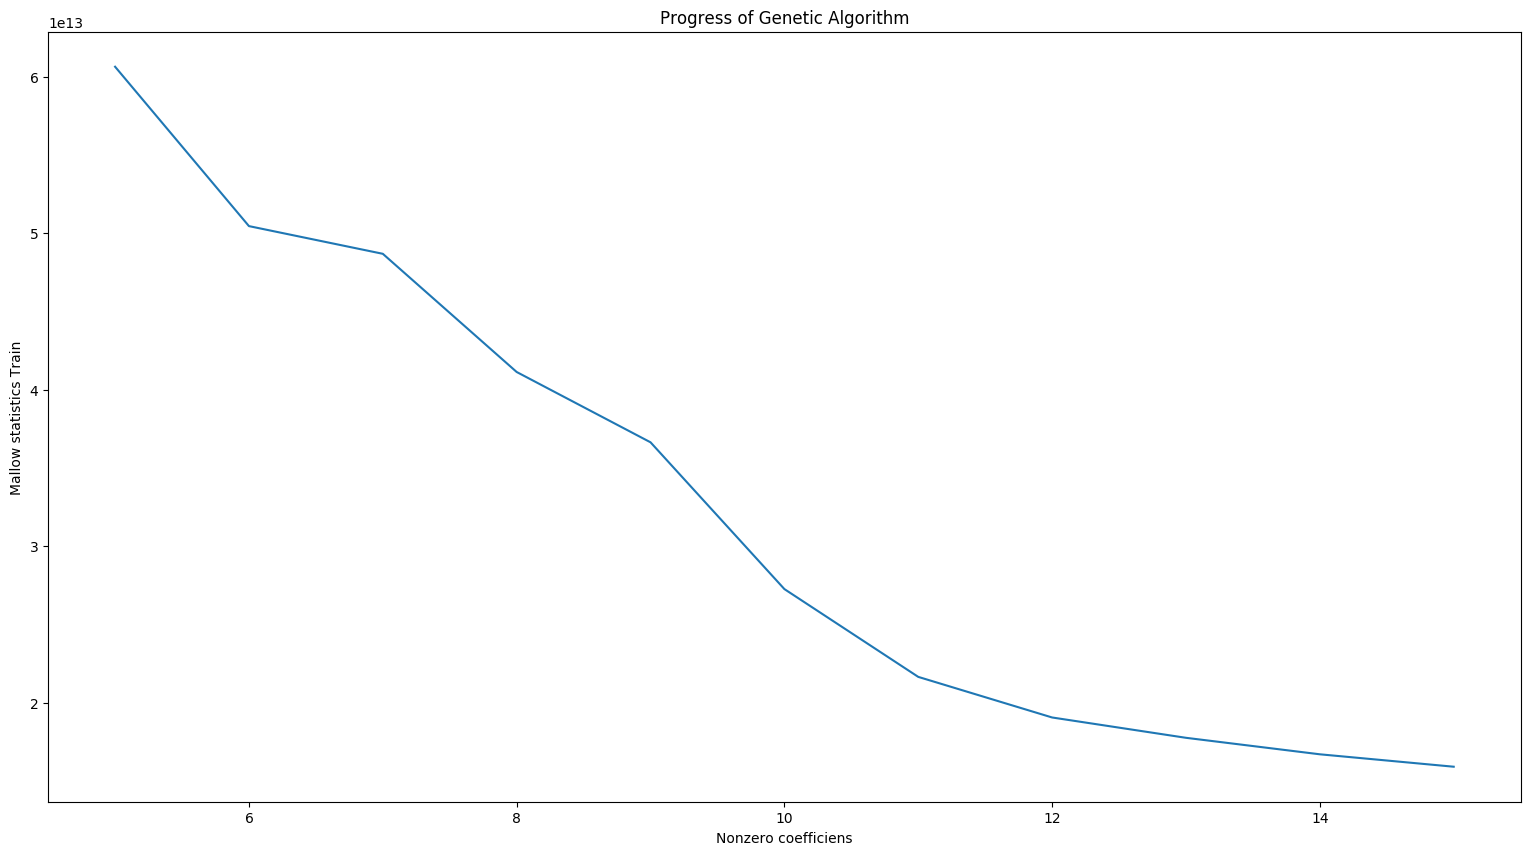 Progress of Genetic Algorithm
1e13
6
5
4
3
2
Mallow statistics Train
6
8
10
12
14
Nonzero coefficiens